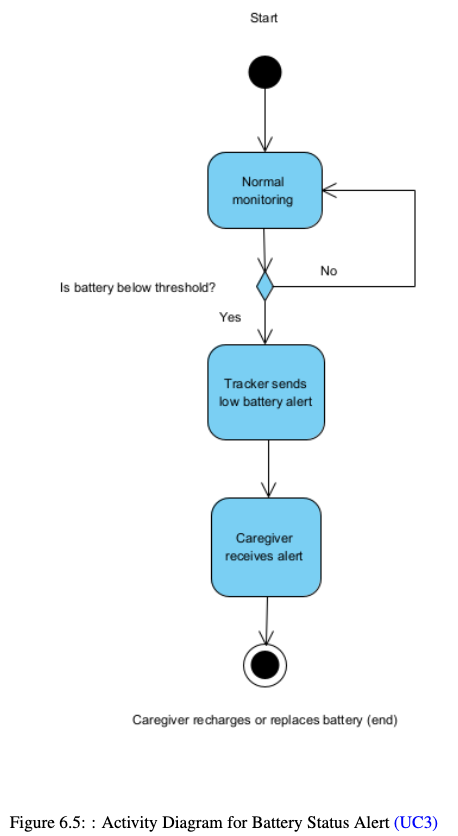 Start
Normal
monitoring
No
Is battery below threshold?
Yes
Tracker sends
low battery alert
Caregiver
receives alert
Caregiver recharges or replaces battery (end)
Figure 6.5: : Activity Diagram for Battery Status Alert (UC3)